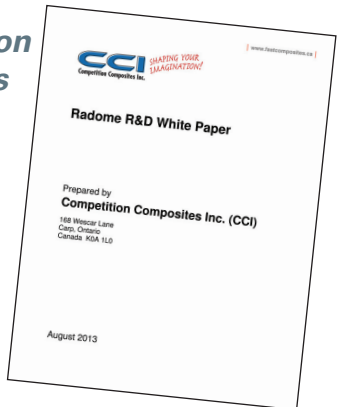 on
s
CCI
Competition Composites Inc.
SHAPING YOUR
IMAGINATION!
[ www.fastcomposites.ca ]
Radome R&D White Paper
Prepared by
Competition Composites Inc. (CCI)
168 Wescar Lane
Carp, Ontario
Canada K0A 1L0
August 2013